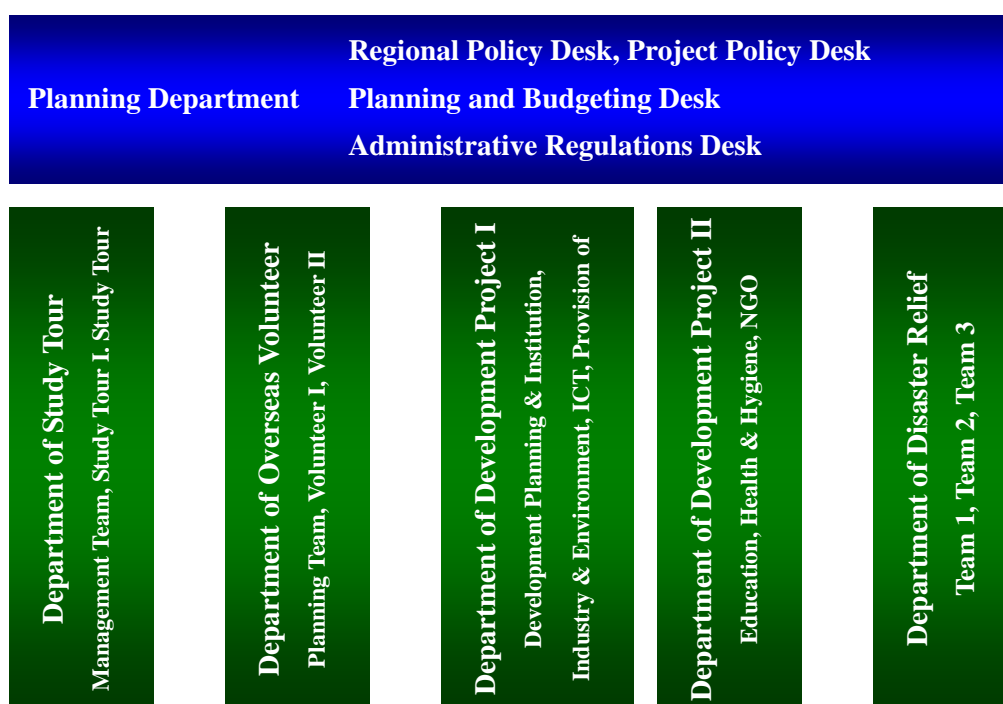 Regional Policy Desk, Project Policy Desk
Planning Department
Planning and Budgeting Desk
Administrative Regulations Desk
Department of Study Tour
Management Team, Study Tour I. Study Tour
Department of Overseas Volunteer
Planning Team, Volunteer I, Volunteer II
Department of Development Project I
Development Planning & Institution,
Industry & Environment, ICT, Provision of
Department of Development Project II
Education, Health & Hygiene, NGO
Department of Disaster Relief
Team 1, Team 2, Team 3